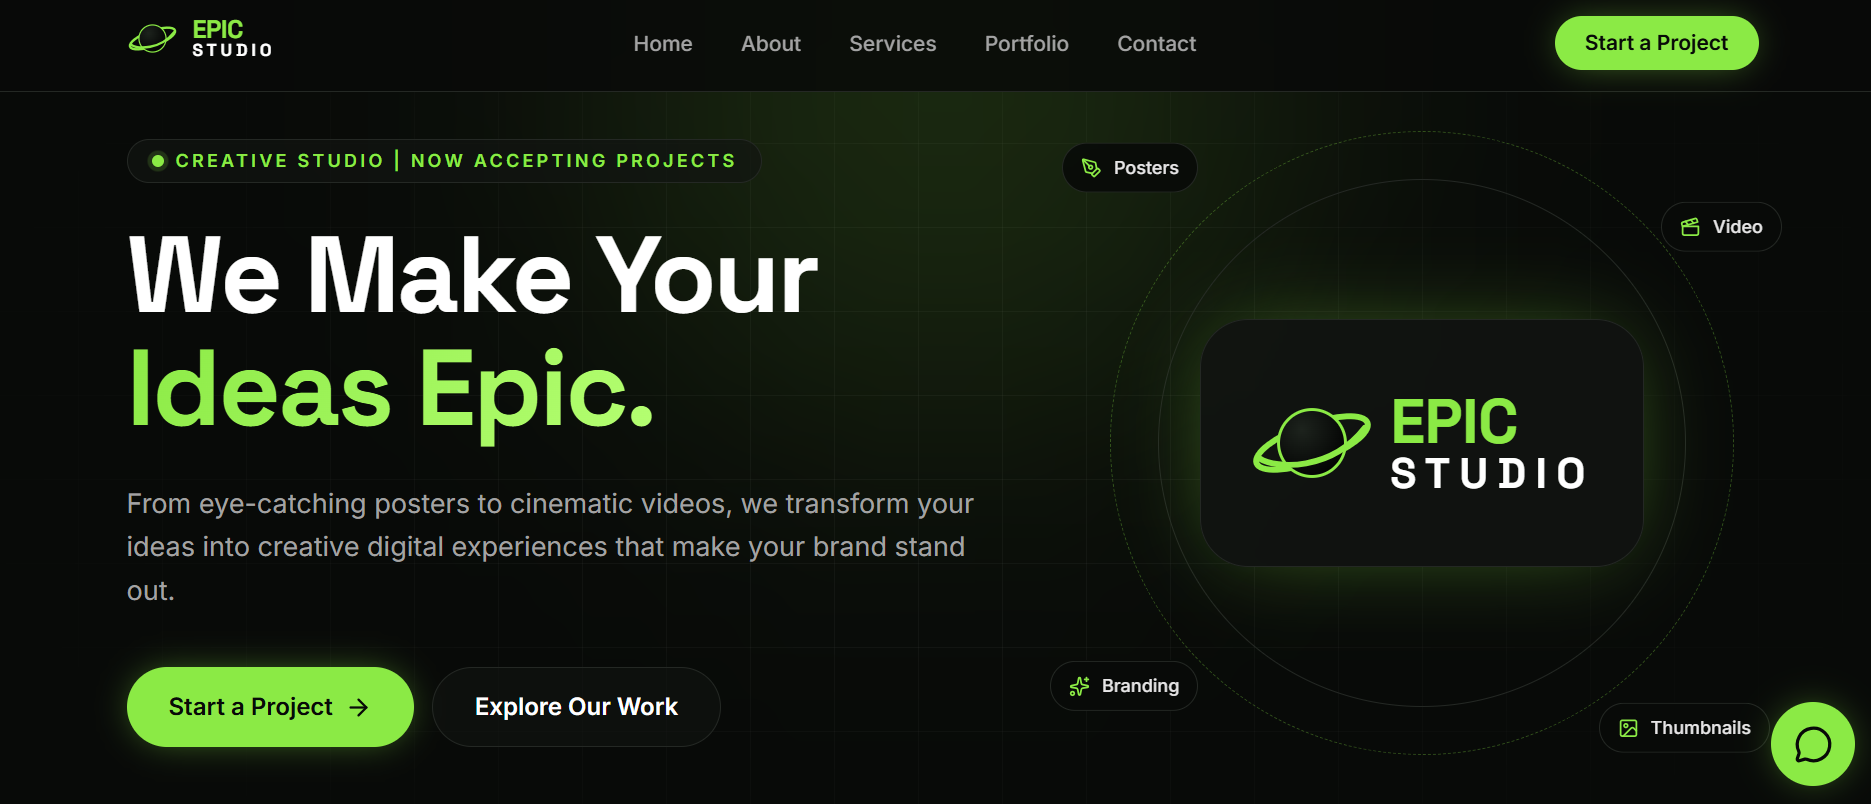 EPIC
STUDIO
Home
About
Services
Portfolio
Contact
Start a Project
CREATIVE STUDIO | NOW ACCEPTING PROJECTS
We Make Your
Ideas Epic.
From eye-catching posters to cinematic videos, we transform your
ideas into creative digital experiences that make your brand stand
out.
Start a Project
Explore Our Work
Posters
Video
EPIC
STUDIO
Branding
Thumbnails